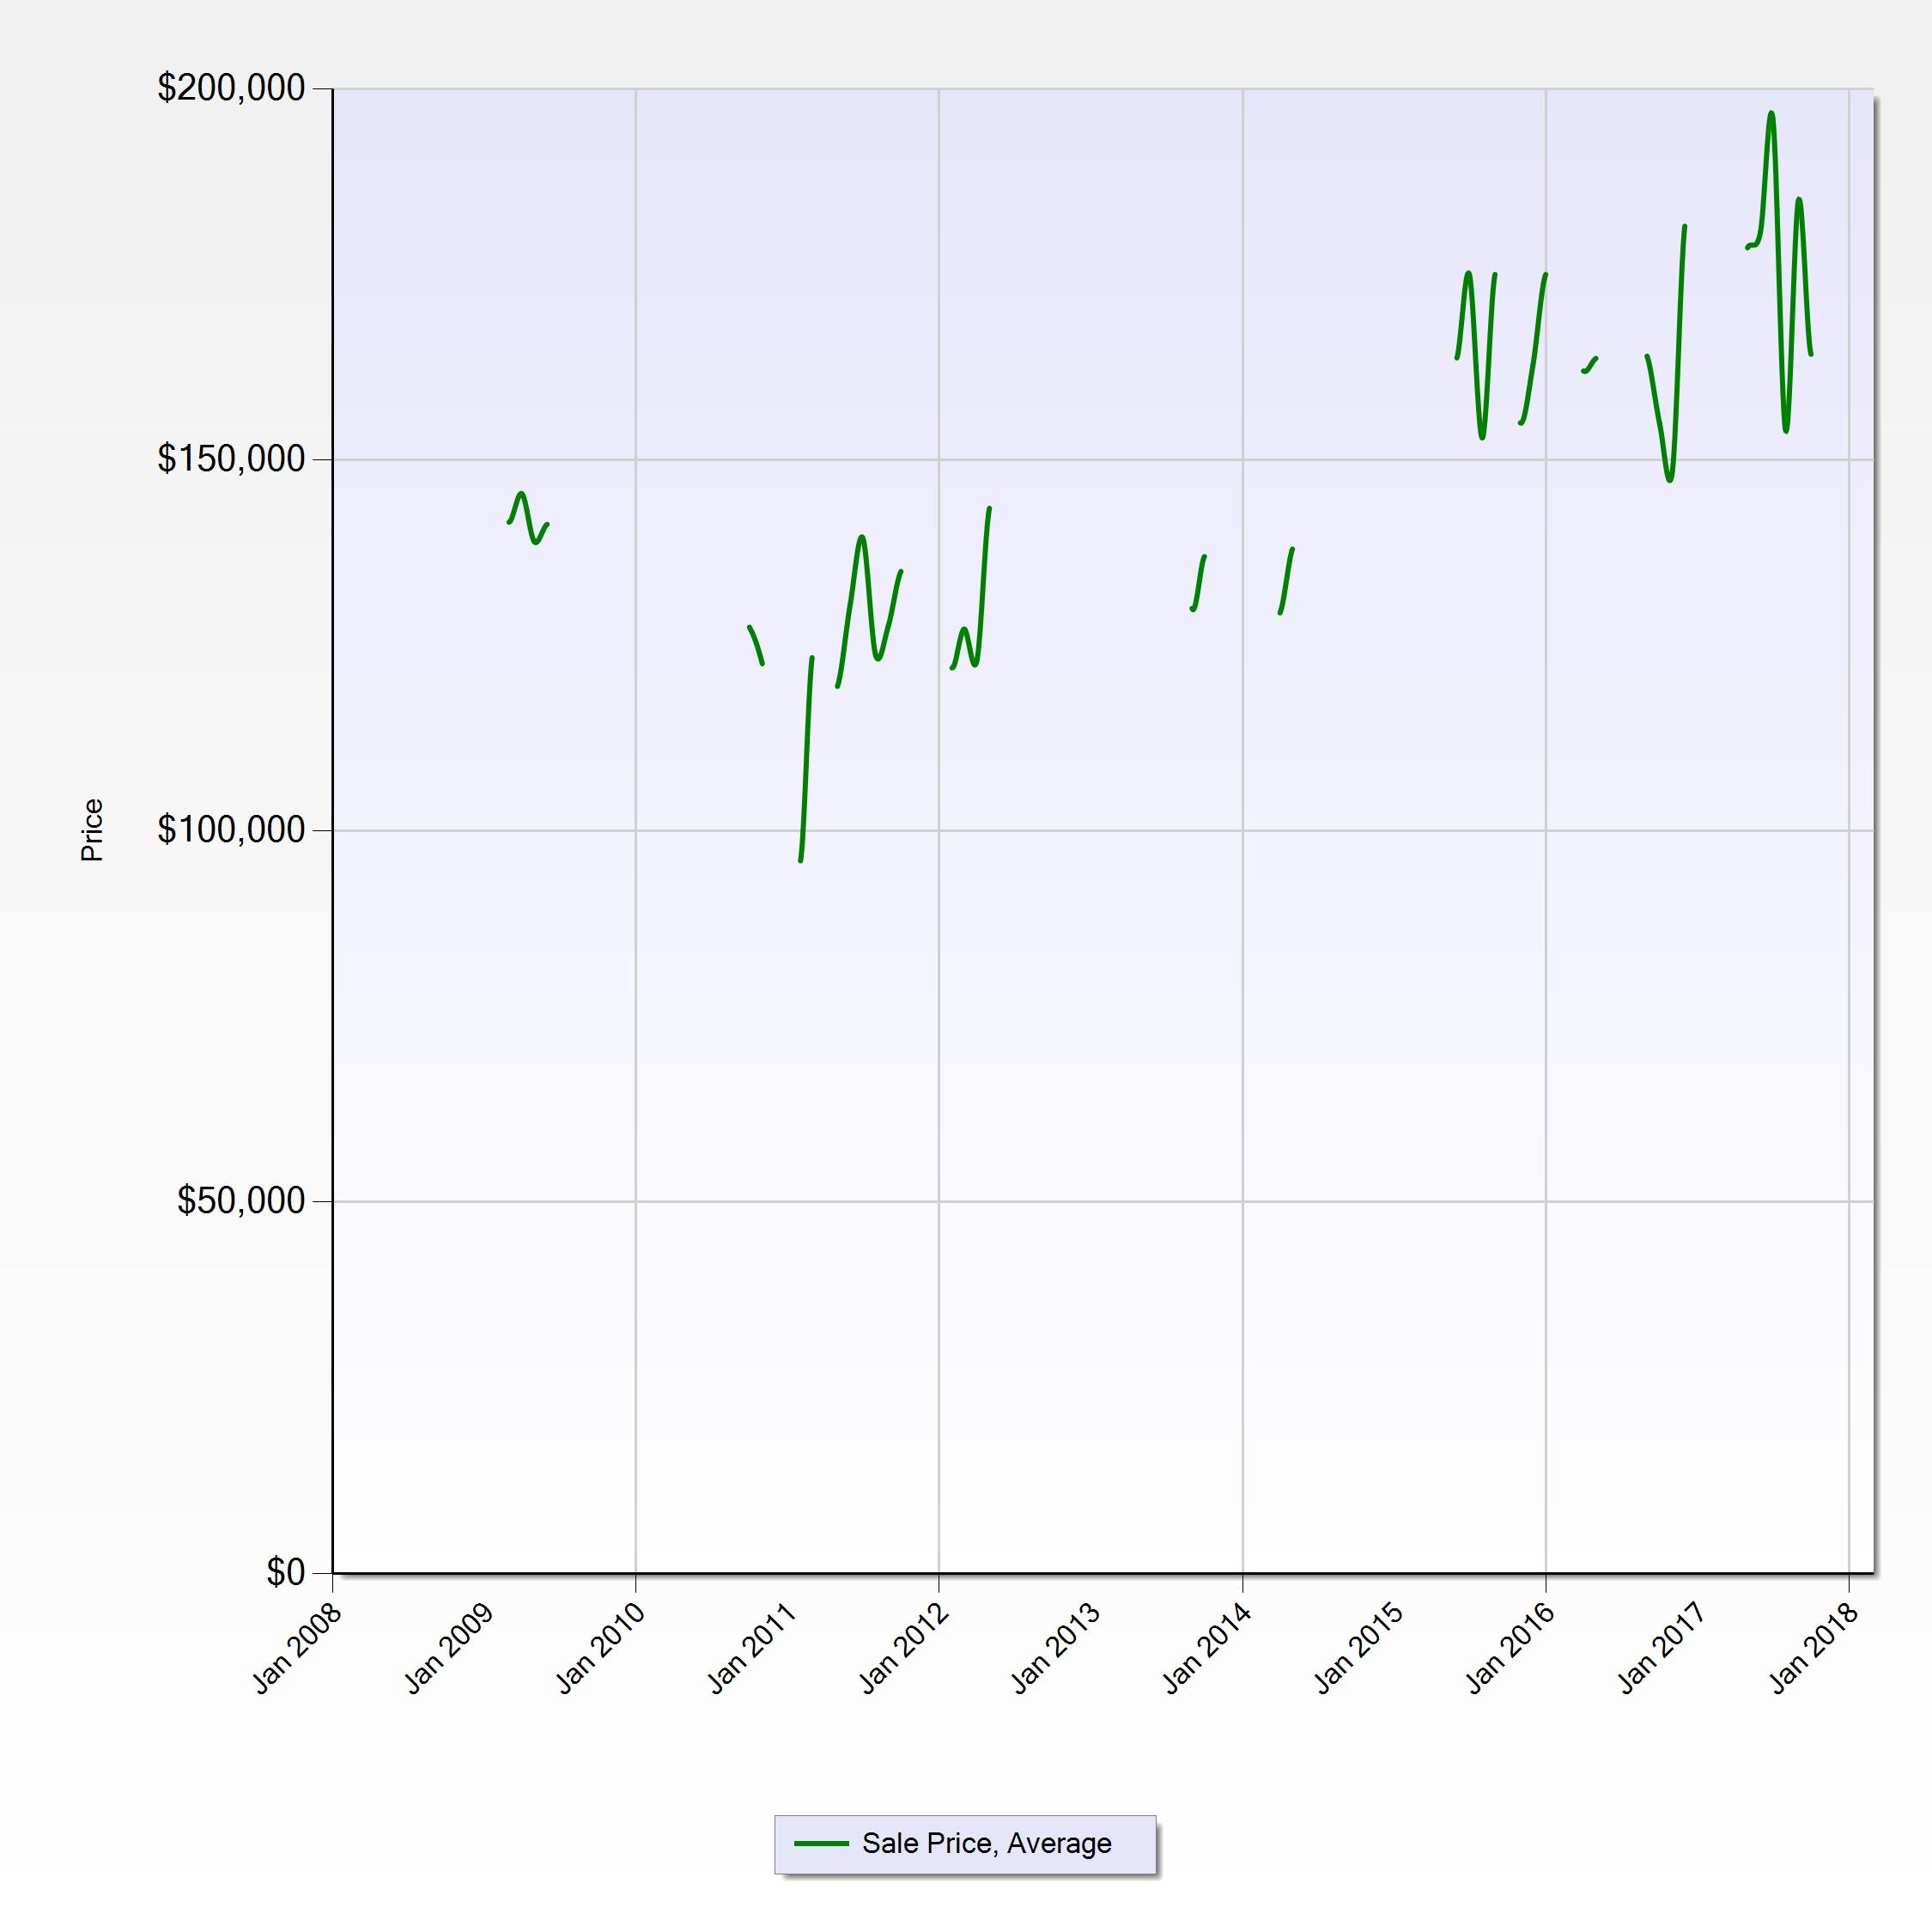 $200,000
$150,000
$100,000
$50,000
$0
Price
Jan 2008
Jan 2009
Jan 2010
Jan 2011
Jan 2012
Jan 2013
Jan 2014
Jan 2015
Jan 2016
Jan 2017
Jan 2018
Sale Price, Average